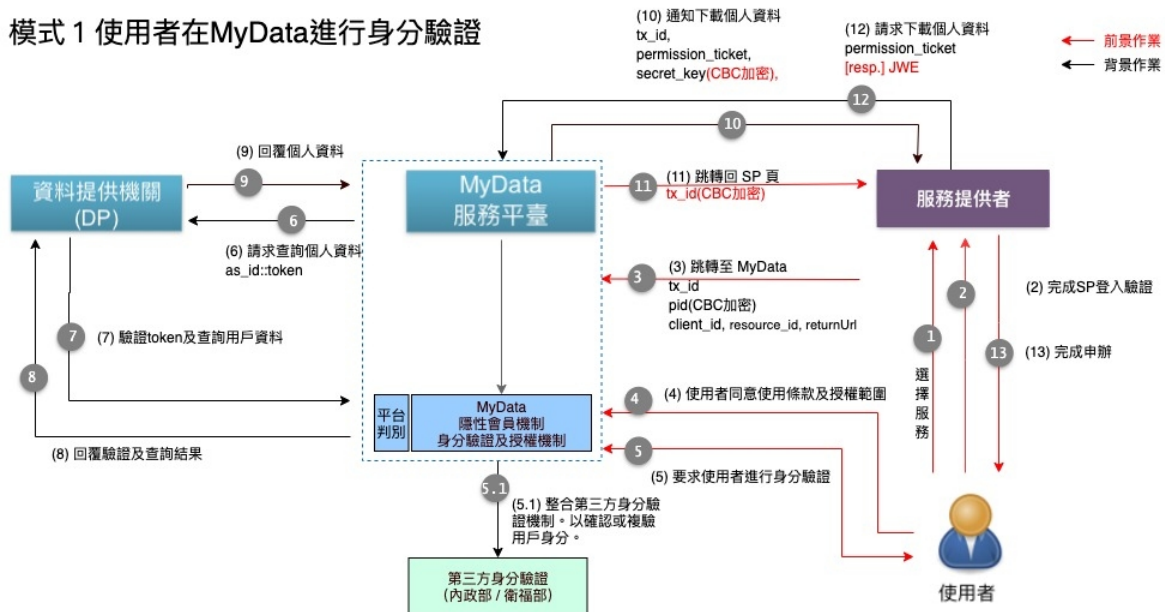 模式 1 使用者在MyData進行身分驗證
(10) 通知下載個人資料
tx_id,
permission_ticket,
secret_key(CBC加密),
(12) 請求下載個人資料
permission_ticket
[resp.] JWE
前景作業
背景作業
12
10
(9) 回覆個人資料
9
資料提供機關
(DP)
6
(6) 請求查詢個人資料
as_id::token
MyData
服務平臺
11
(11) 跳轉回 SP 頁
tx_id(CBC加密)
服務提供者
3
(3) 跳轉至 MyData
tx_id
pid(CBC加密)
client_id, resource_id, returnUrl
2
(2) 完成SP登入驗證
1
選擇服務
13
(13) 完成申辦
7
(7) 驗證token及查詢用戶資料
8
(8) 回覆驗證及查詢結果
平台
判別
MyData
隱性會員機制
身分驗證及授權機制
4
(4) 使用者同意使用條款及授權範圍
5
(5) 要求使用者進行身分驗證
5.1
(5.1) 整合第三方身分驗
證機制。以確認或複驗
用戶身分。
第三方身分驗證
(內政部 / 衛福部)
使用者